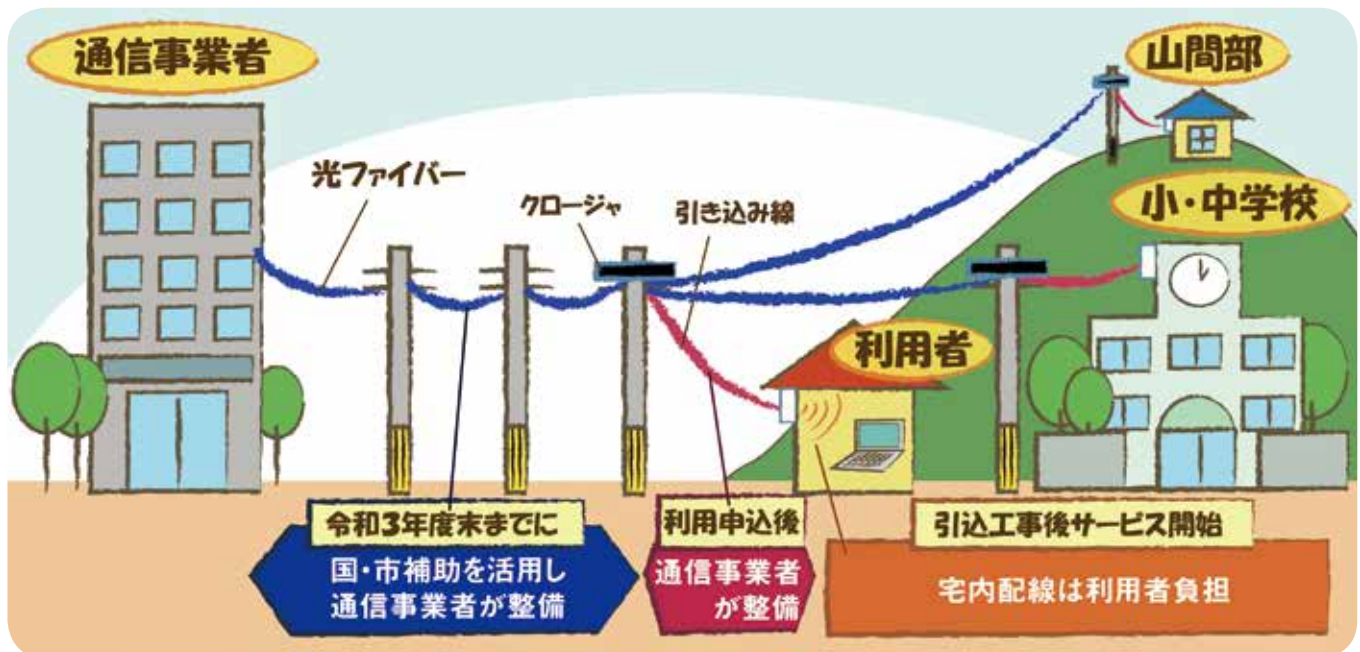 通信事業者
山間部
光ファイバー
クロージャ
引き込み線
小・中学校
利用者
令和3年度末までに
国・市補助を活用し
通信事業者が整備
利用申込後
通信事業者
が整備
引込工事後サービス開始
宅内配線は利用者負担